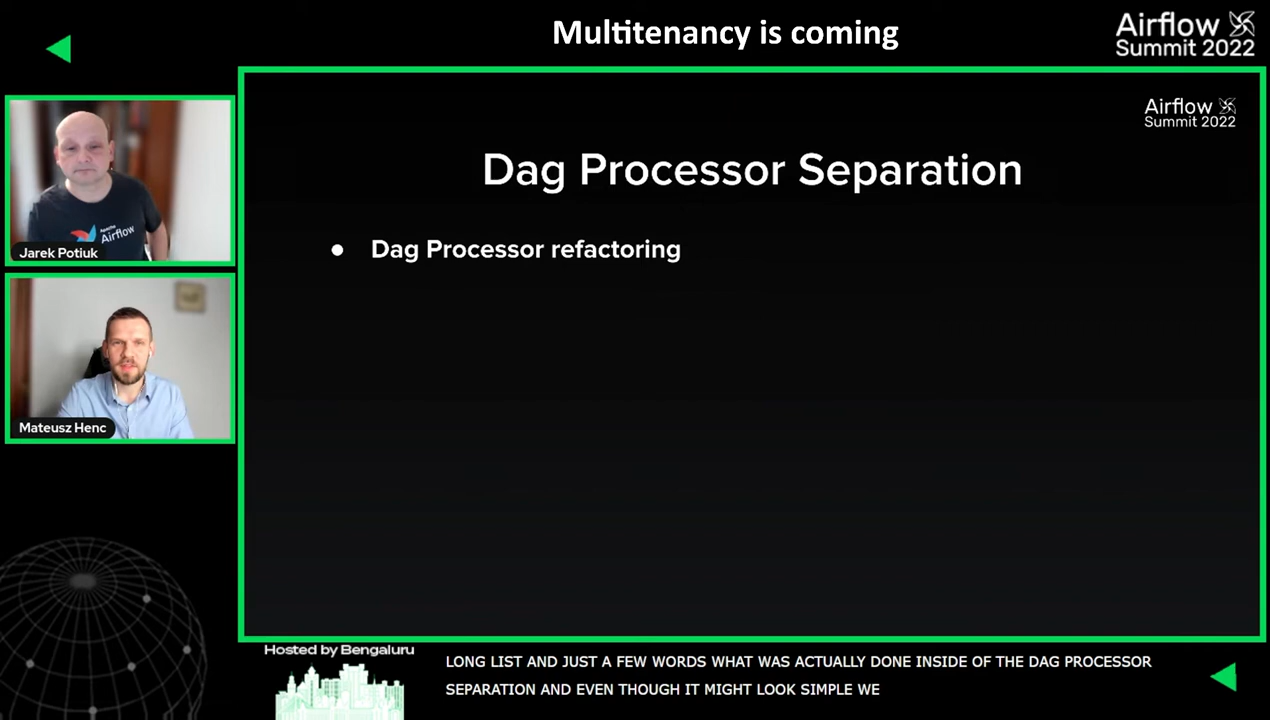 Multitenancy is coming
Airflow
Summit 2022
Airflow
Summit 2022
Dag Processor Separation
● Dag Processor refactoring
Apache
Airflow
Jarek Potiuk
Mateusz Henc
Hosted by Bengaluru
LONG LIST AND JUST A FEW WORDS WHAT WAS ACTUALLY DONE INSIDE OF THE DAG PROCESSOR
SEPARATION AND EVEN THOUGH IT MIGHT LOOK SIMPLE WE